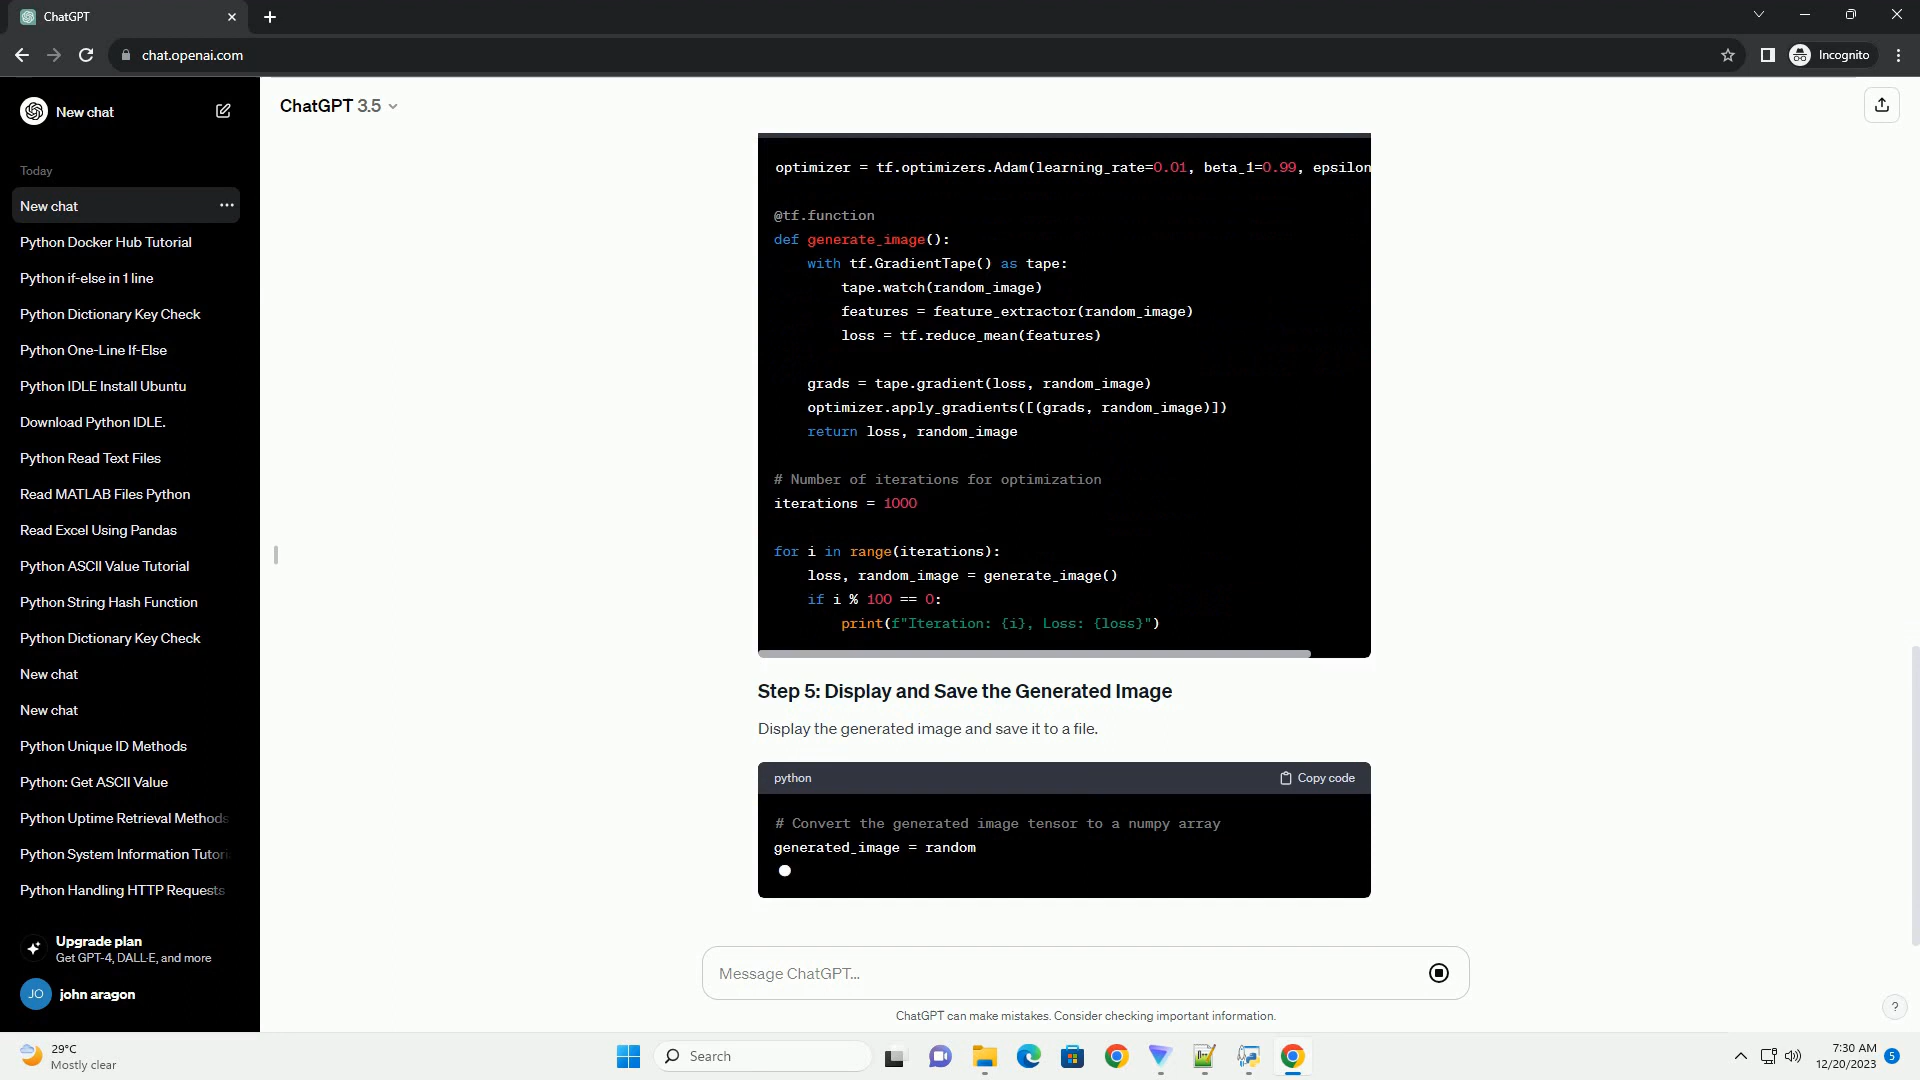 ChatGPT
chat.openai.com
Incognito
New chat
Today
New chat
Python Docker Hub Tutorial
Python if-else in 1 line
Python Dictionary Key Check
Python One-Line If-Else
Python IDLE Install Ubuntu
Download Python IDLE.
Python Read Text Files
Read MATLAB Files Python
Read Excel Using Pandas
Python ASCII Value Tutorial
Python String Hash Function
Python Dictionary Key Check
New chat
New chat
Python Unique ID Methods
Python: Get ASCII Value
Python Uptime Retrieval Methods
Python System Information Tutori
Python Handling HTTP Requests
Upgrade plan
Get GPT-4, DALL·E, and more
JO john aragon
ChatGPT 3.5
optimizer = tf.optimizers.Adam(learning_rate=0.01, beta_1=0.99, epsilon
@tf.function
def generate_image():
with tf.GradientTape() as tape:
tape.watch(random_image)
features = feature_extractor(random_image)
loss = tf.reduce_mean(features)
grads = tape.gradient(loss, random_image)
optimizer.apply_gradients([(grads, random_image)])
return loss, random_image
# Number of iterations for optimization
iterations = 1000
for i in range(iterations):
loss, random_image = generate_image()
if i % 100 == 0:
print(f"Iteration: {i}, Loss: {loss}")
Step 5: Display and Save the Generated Image
Display the generated image and save it to a file.
python Copy code
# Convert the generated image tensor to a numpy array
generated_image = random
Message ChatGPT...
ChatGPT can make mistakes. Consider checking important information.
?
29°C
Mostly clear
Search
7:30 AM
12/20/2023
5